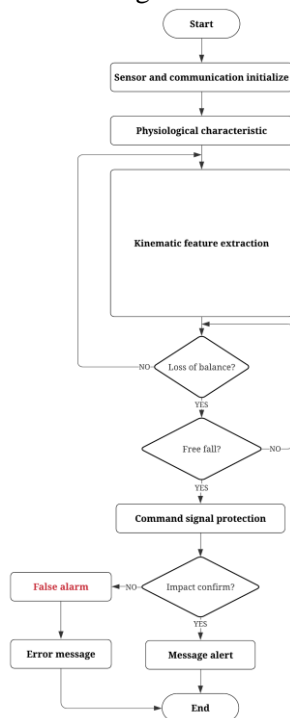 Start
Sensor and communication initialize
Physiological characteristic
Kinematic feature extraction
Loss of balance?
NO
YES
Free fall?
NO
YES
Command signal protection
Impact confirm?
NO
False alarm
YES
Error message
Message alert
End